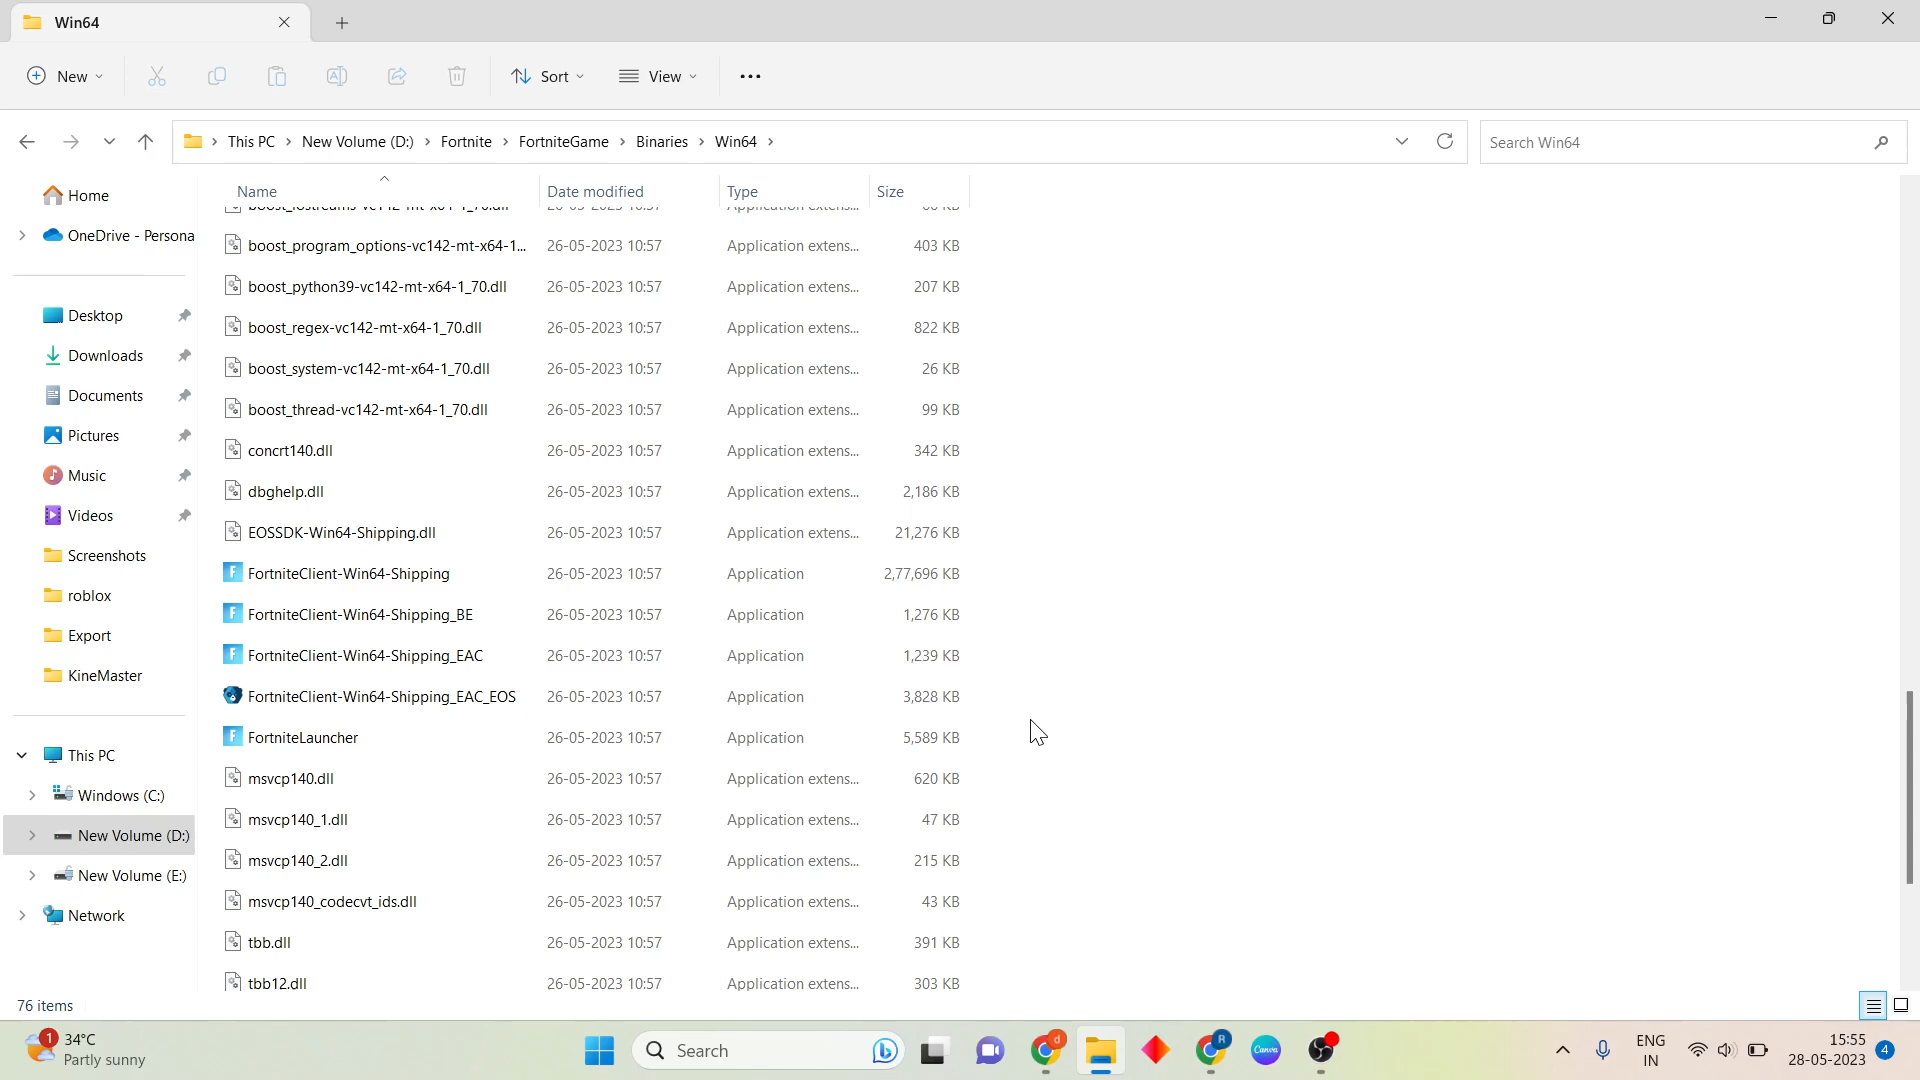 Win64
New
Sort
View
This PC
New Volume (D:)
Fortnite
FortniteGame
Binaries
Win64
Search Win64
Name Date modified Type Size
Home
OneDrive - Persona
Desktop
Downloads
Documents
Pictures
Music
Videos
Screenshots
roblox
Export
KineMaster
This PC
Windows (C:)
New Volume (D:)
New Volume (E:)
Network
boost_program_options-vc142-mt-x64-1... 26-05-2023 10:57 Application extens... 403 KB
boost_python39-vc142-mt-x64-1_70.dll 26-05-2023 10:57 Application extens... 207 KB
boost_regex-vc142-mt-x64-1_70.dll 26-05-2023 10:57 Application extens... 822 KB
boost_system-vc142-mt-x64-1_70.dll 26-05-2023 10:57 Application extens... 26 KB
boost_thread-vc142-mt-x64-1_70.dll 26-05-2023 10:57 Application extens... 99 KB
concrt140.dll 26-05-2023 10:57 Application extens... 342 KB
dbghelp.dll 26-05-2023 10:57 Application extens... 2,186 KB
EOSSDK-Win64-Shipping.dll 26-05-2023 10:57 Application extens... 21,276 KB
FortniteClient-Win64-Shipping 26-05-2023 10:57 Application 2,77,696 KB
FortniteClient-Win64-Shipping_BE 26-05-2023 10:57 Application 1,276 KB
FortniteClient-Win64-Shipping_EAC 26-05-2023 10:57 Application 1,239 KB
FortniteClient-Win64-Shipping_EAC_EOS 26-05-2023 10:57 Application 3,828 KB
FortniteLauncher 26-05-2023 10:57 Application 5,589 KB
msvcp140.dll 26-05-2023 10:57 Application extens... 620 KB
msvcp140_1.dll 26-05-2023 10:57 Application extens... 47 KB
msvcp140_2.dll 26-05-2023 10:57 Application extens... 215 KB
msvcp140_codecvt_ids.dll 26-05-2023 10:57 Application extens... 43 KB
tbb.dll 26-05-2023 10:57 Application extens... 391 KB
tbb12.dll 26-05-2023 10:57 Application extens... 303 KB
76 items
1
34°C
Partly sunny
Search
d
R
Canva
ENG
IN
15:55
28-05-2023
4